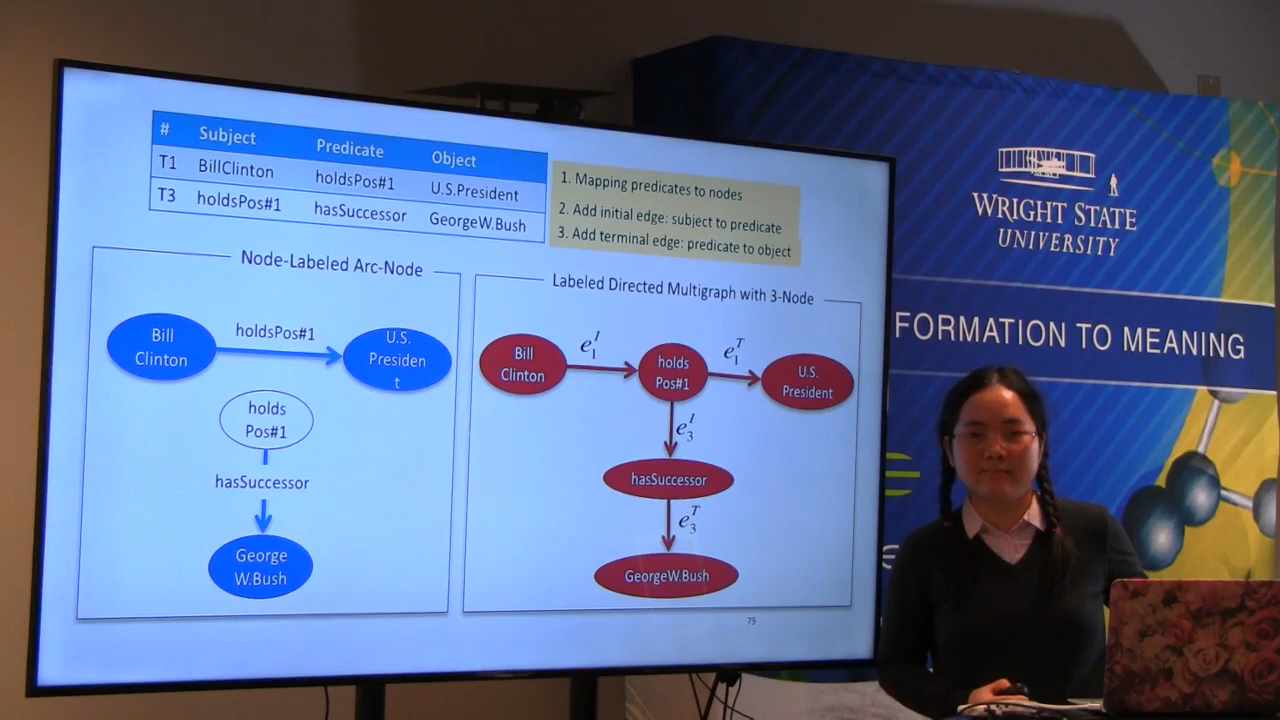 # Subject Predicate Object
T1 BillClinton holdsPos#1 U.S.President
T3 holdsPos#1 hasSuccessor GeorgeW.Bush
1. Mapping predicates to nodes
2. Add initial edge: subject to predicate
3. Add terminal edge: predicate to object
Node-Labeled Arc-Node
Bill
Clinton
holdsPos#1
U.S.
Presiden
t
holds
Pos#1
hasSuccessor
George
W.Bush
Labeled Directed Multigraph with 3-Node
Bill
Clinton
e₁ᴵ
holds
Pos#1
e₁ᵀ
U.S.
President
e₃ᴵ
hasSuccessor
e₃ᵀ
GeorgeW.Bush
79
WRIGHT STATE
UNIVERSITY
FORMATION TO MEANING